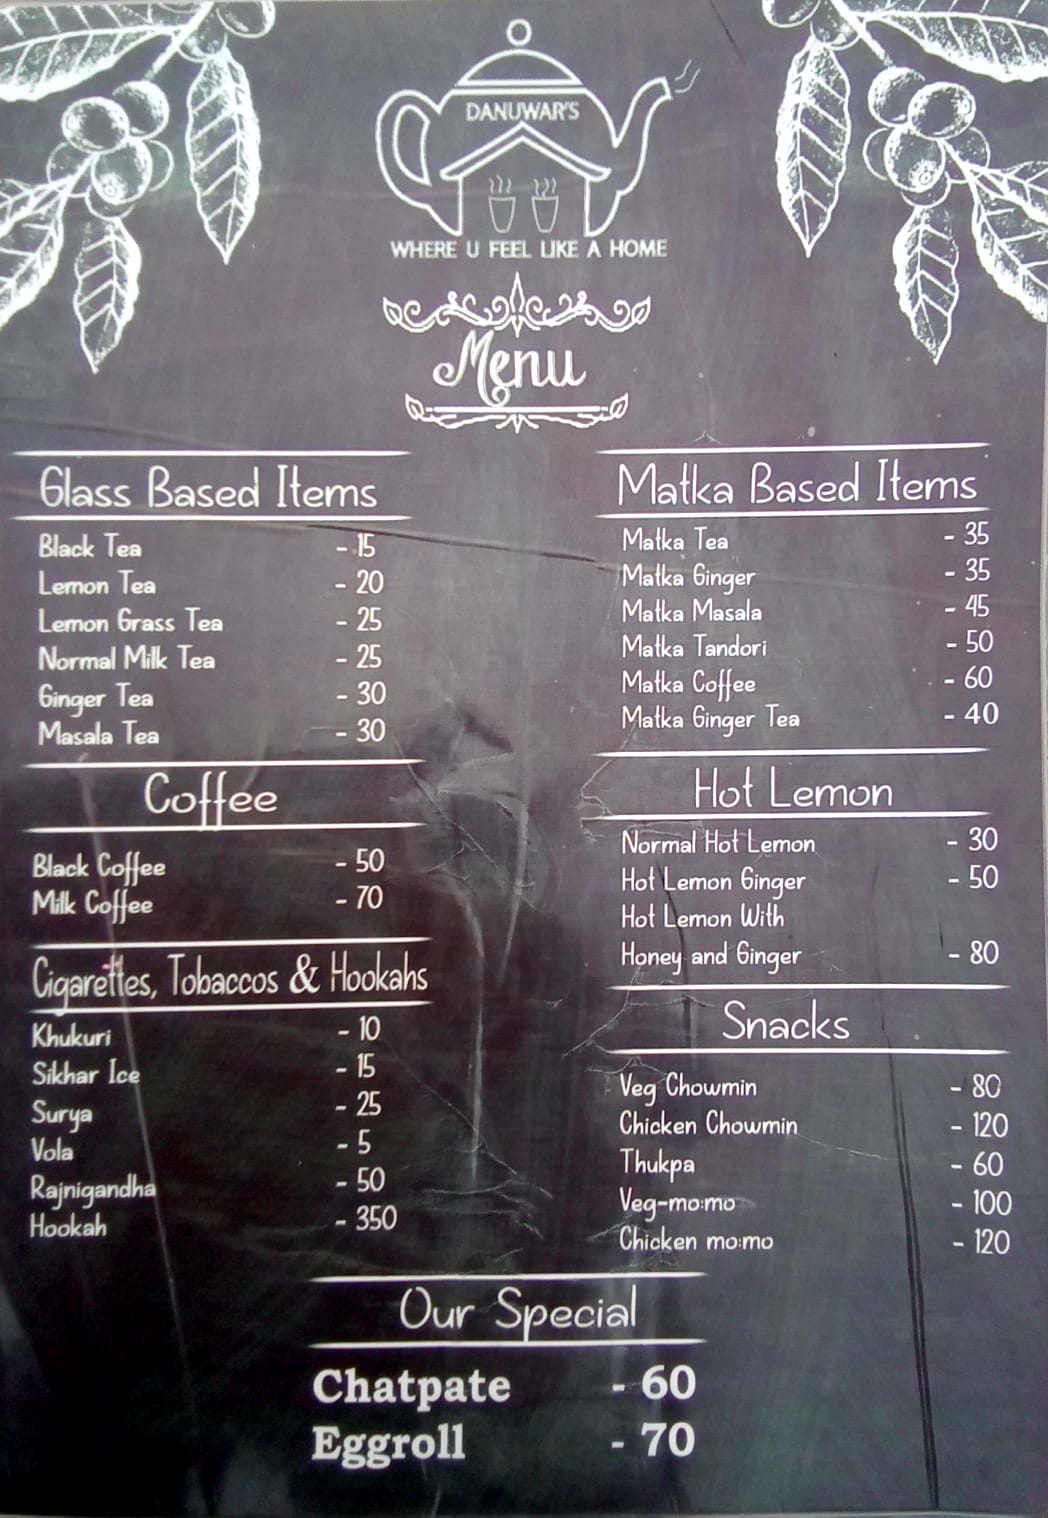 DANUWAR'S
WHERE U FEEL LIKE A HOME
Menu
Glass Based Items
Black Tea - 15
Lemon Tea - 20
Lemon Grass Tea - 25
Normal Milk Tea - 25
Ginger Tea - 30
Masala Tea - 30
Coffee
Black Coffee - 50
Milk Coffee - 70
Cigarettes, Tobaccos & Hookahs
Khukuri - 10
Sikhar Ice - 15
Surya - 25
Vola - 5
Rajnigandha - 50
Hookah - 350
Matka Based Items
Matka Tea - 35
Matka Ginger - 35
Matka Masala - 45
Matka Tandori - 50
Matka Coffee - 60
Matka Ginger Tea - 40
Hot Lemon
Normal Hot Lemon - 30
Hot Lemon Ginger - 50
Hot Lemon With
Honey and Ginger - 80
Snacks
Veg Chowmin - 80
Chicken Chowmin - 120
Thukpa - 60
Veg-mo:mo - 100
Chicken mo:mo - 120
Our Special
Chatpate - 60
Eggroll - 70